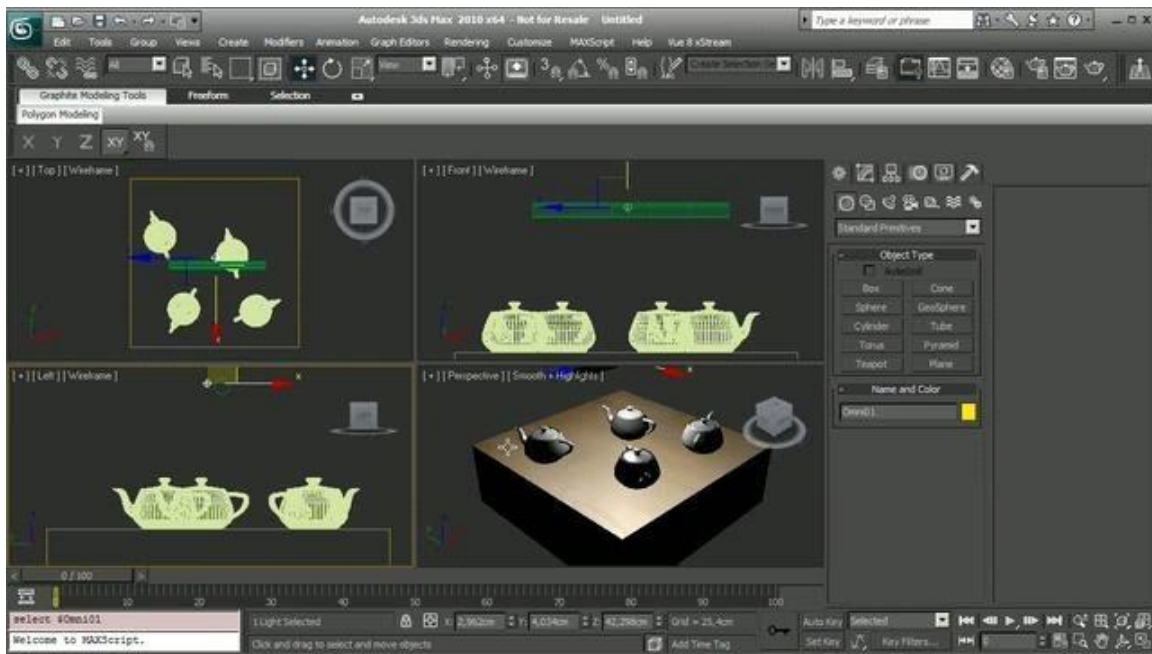 Autodesk 3ds Max 2010 x64 - Not for Resale Untitled
Type a keyword or phrase
Edit Tools Group Views Create Modifiers Animation Graph Editors Rendering Customize MAXScript Help Vue 8 xStream
All
View
Create Selection Se
Graphite Modeling Tools Freeform Selection
Polygon Modeling
X Y Z XY XY
[ + ] [ Top ] [ Wireframe ]
[ + ] [ Front ] [ Wireframe ]
Standard Primitives
Object Type
AutoGrid
Box Cone
Sphere GeoSphere
Cylinder Tube
Torus Pyramid
Teapot Plane
[ + ] [ Left ] [ Wireframe ]
[ + ] [ Perspective ] [ Smooth + Highlights ]
Name and Color
Omni01
0 / 100
10 20 30 40 50 60 70 80 90 100
select $Omni01
1 Light Selected
X: 2,962cm Y: 4,034cm Z: 42,298cm Grid = 25,4cm
Auto Key Selected
Welcome to MAXScript.
Click and drag to select and move objects
Add Time Tag
Set Key Key Filters...